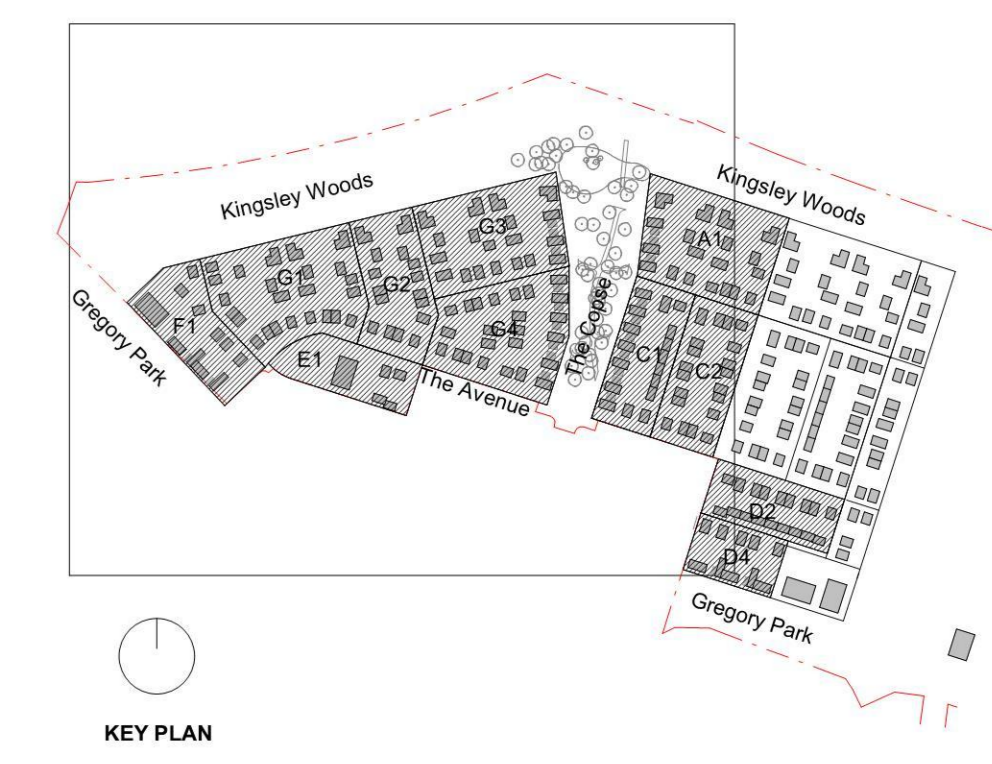 Kingsley Woods
Kingsley Woods
G3
A1
G1
G2
F1
Gregory Park
G4
E1
The Copse
C1
C2
The Avenue
D2
D4
Gregory Park
KEY PLAN